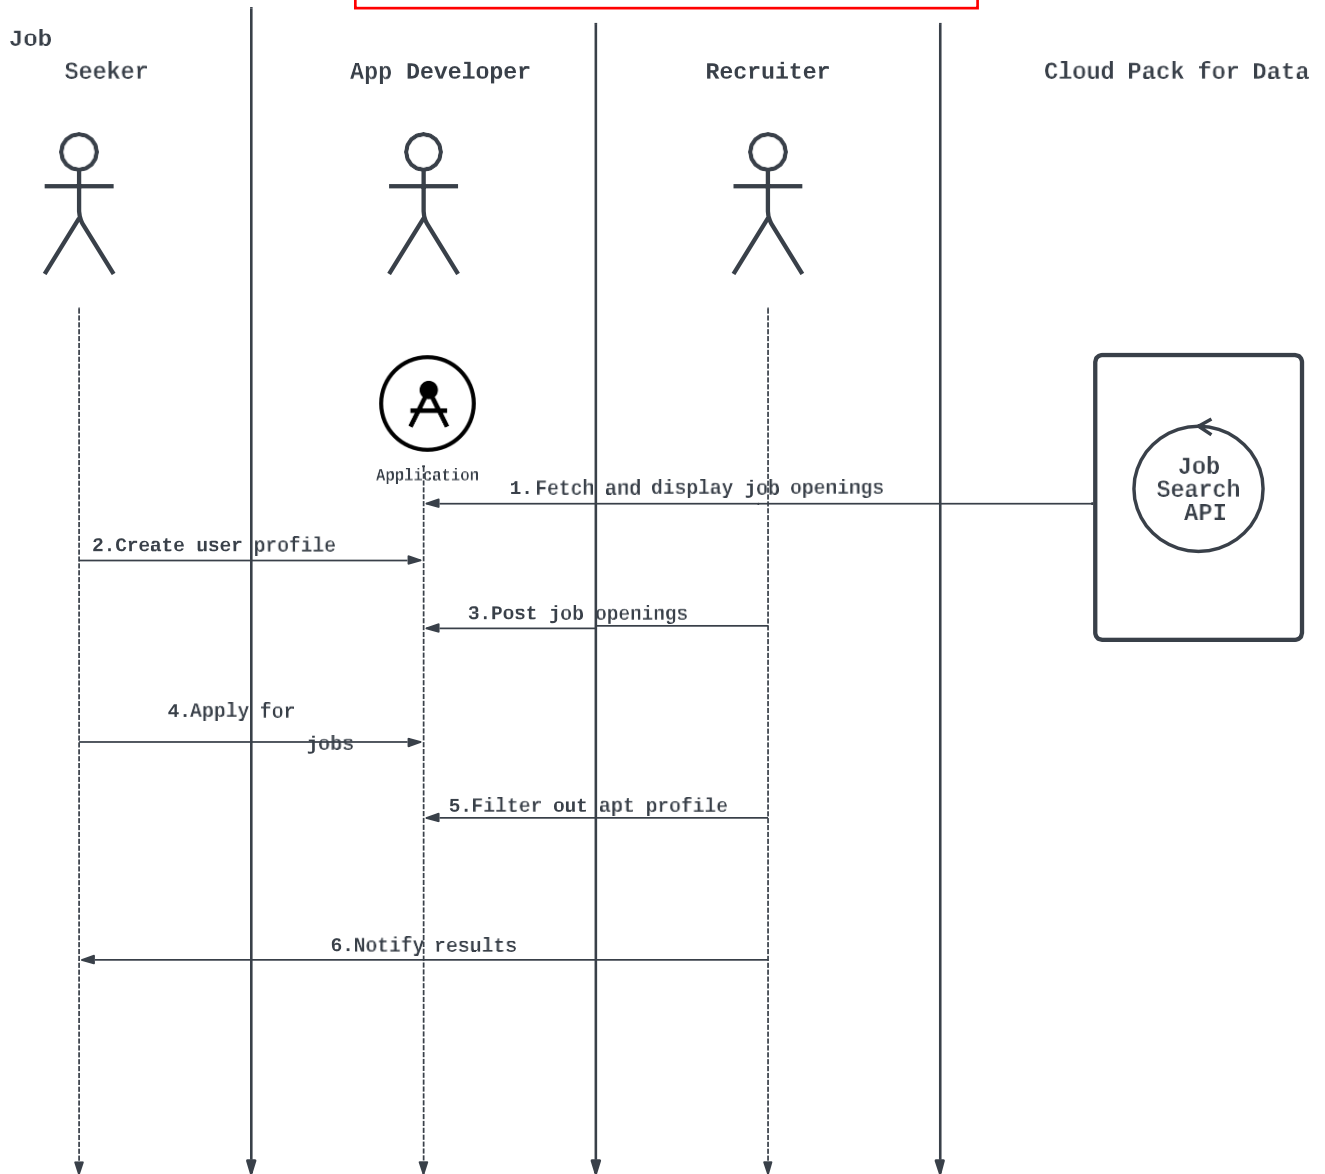 Job
Seeker
App Developer
Recruiter
Cloud Pack for Data
Application
Job
Search
API
1.Fetch and display job openings
2.Create user profile
3.Post job openings
4.Apply for
jobs
5.Filter out apt profile
6.Notify results